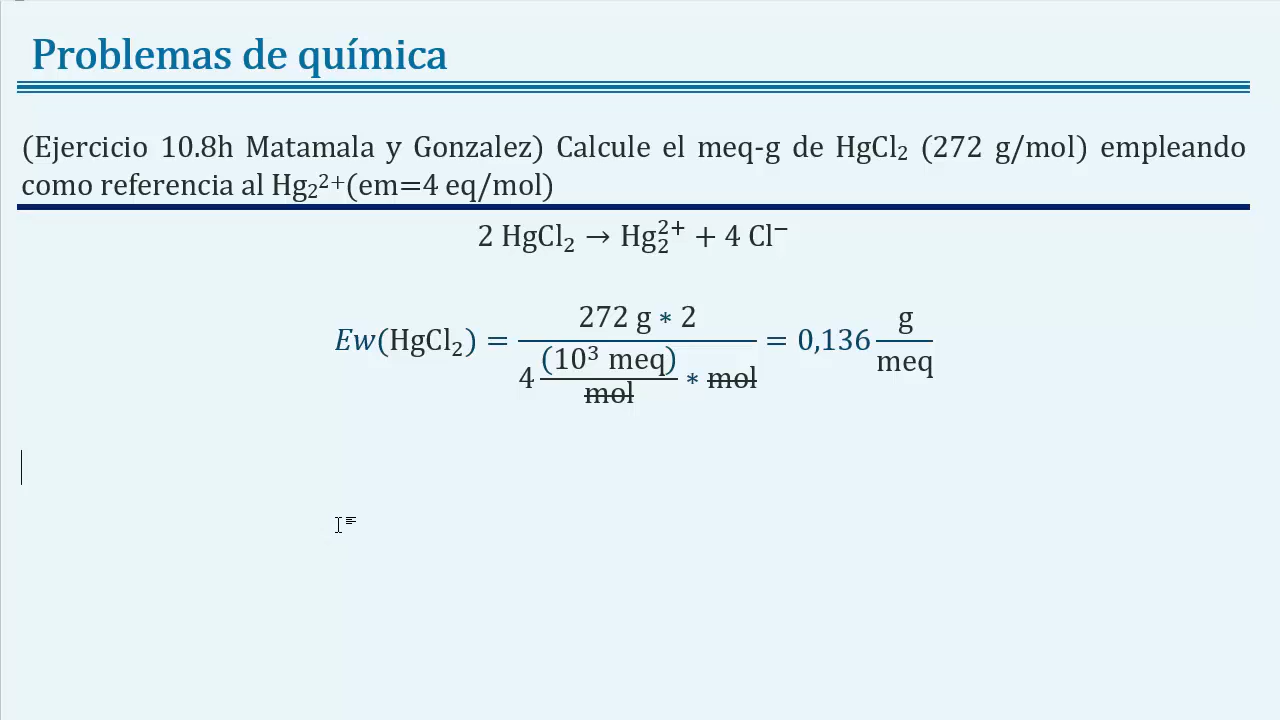 Problemas de química
(Ejercicio 10.8h Matamala y Gonzalez) Calcule el meq-g de HgCl₂ (272 g/mol) empleando
como referencia al Hg₂²⁺(em=4 eq/mol)
2 HgCl₂ → Hg₂²⁺ + 4 Cl⁻
272 g * 2
Ew(HgCl₂) = ———— = 0,136 g/meq
4 (10³ meq)/mol * mol